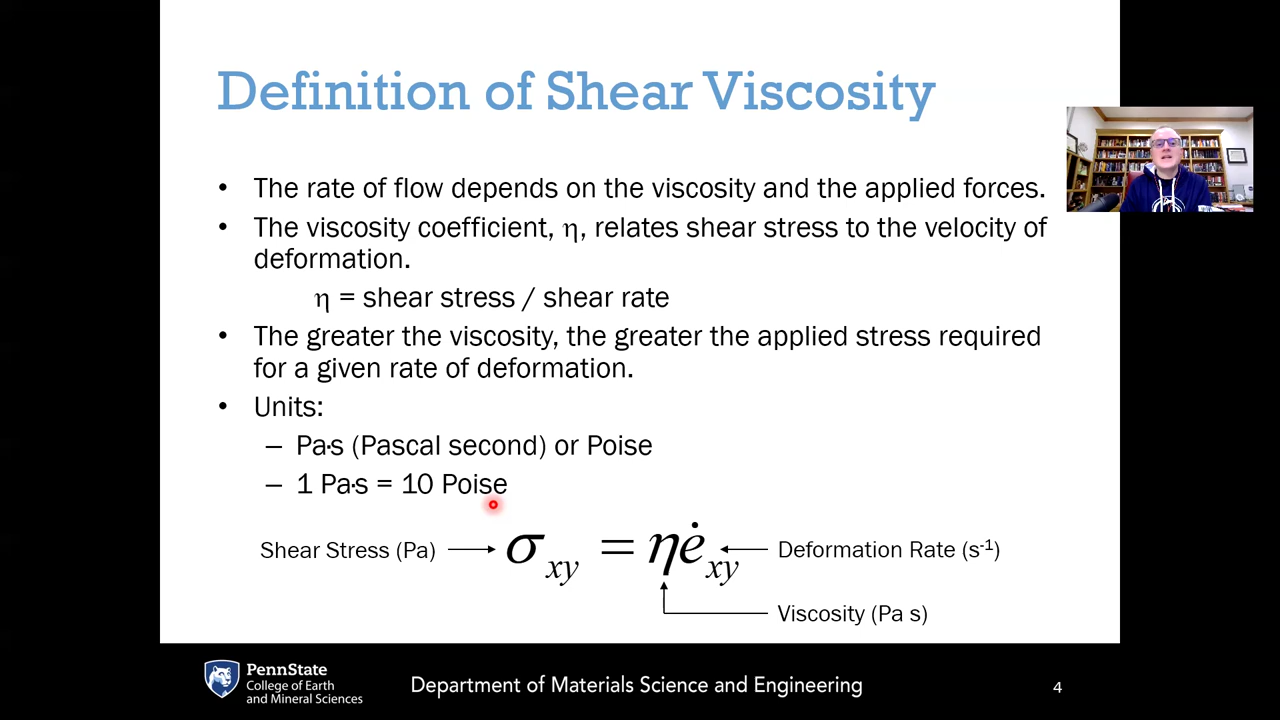 Definition of Shear Viscosity
• The rate of flow depends on the viscosity and the applied forces.
• The viscosity coefficient, η, relates shear stress to the velocity of
deformation.
η = shear stress / shear rate
• The greater the viscosity, the greater the applied stress required
for a given rate of deformation.
• Units:
– Pa·s (Pascal second) or Poise
– 1 Pa·s = 10 Poise
Shear Stress (Pa) → σxy = ηėxy ← Deformation Rate (s-1)
Viscosity (Pa s)
PennState
College of Earth
and Mineral Sciences
Department of Materials Science and Engineering
4